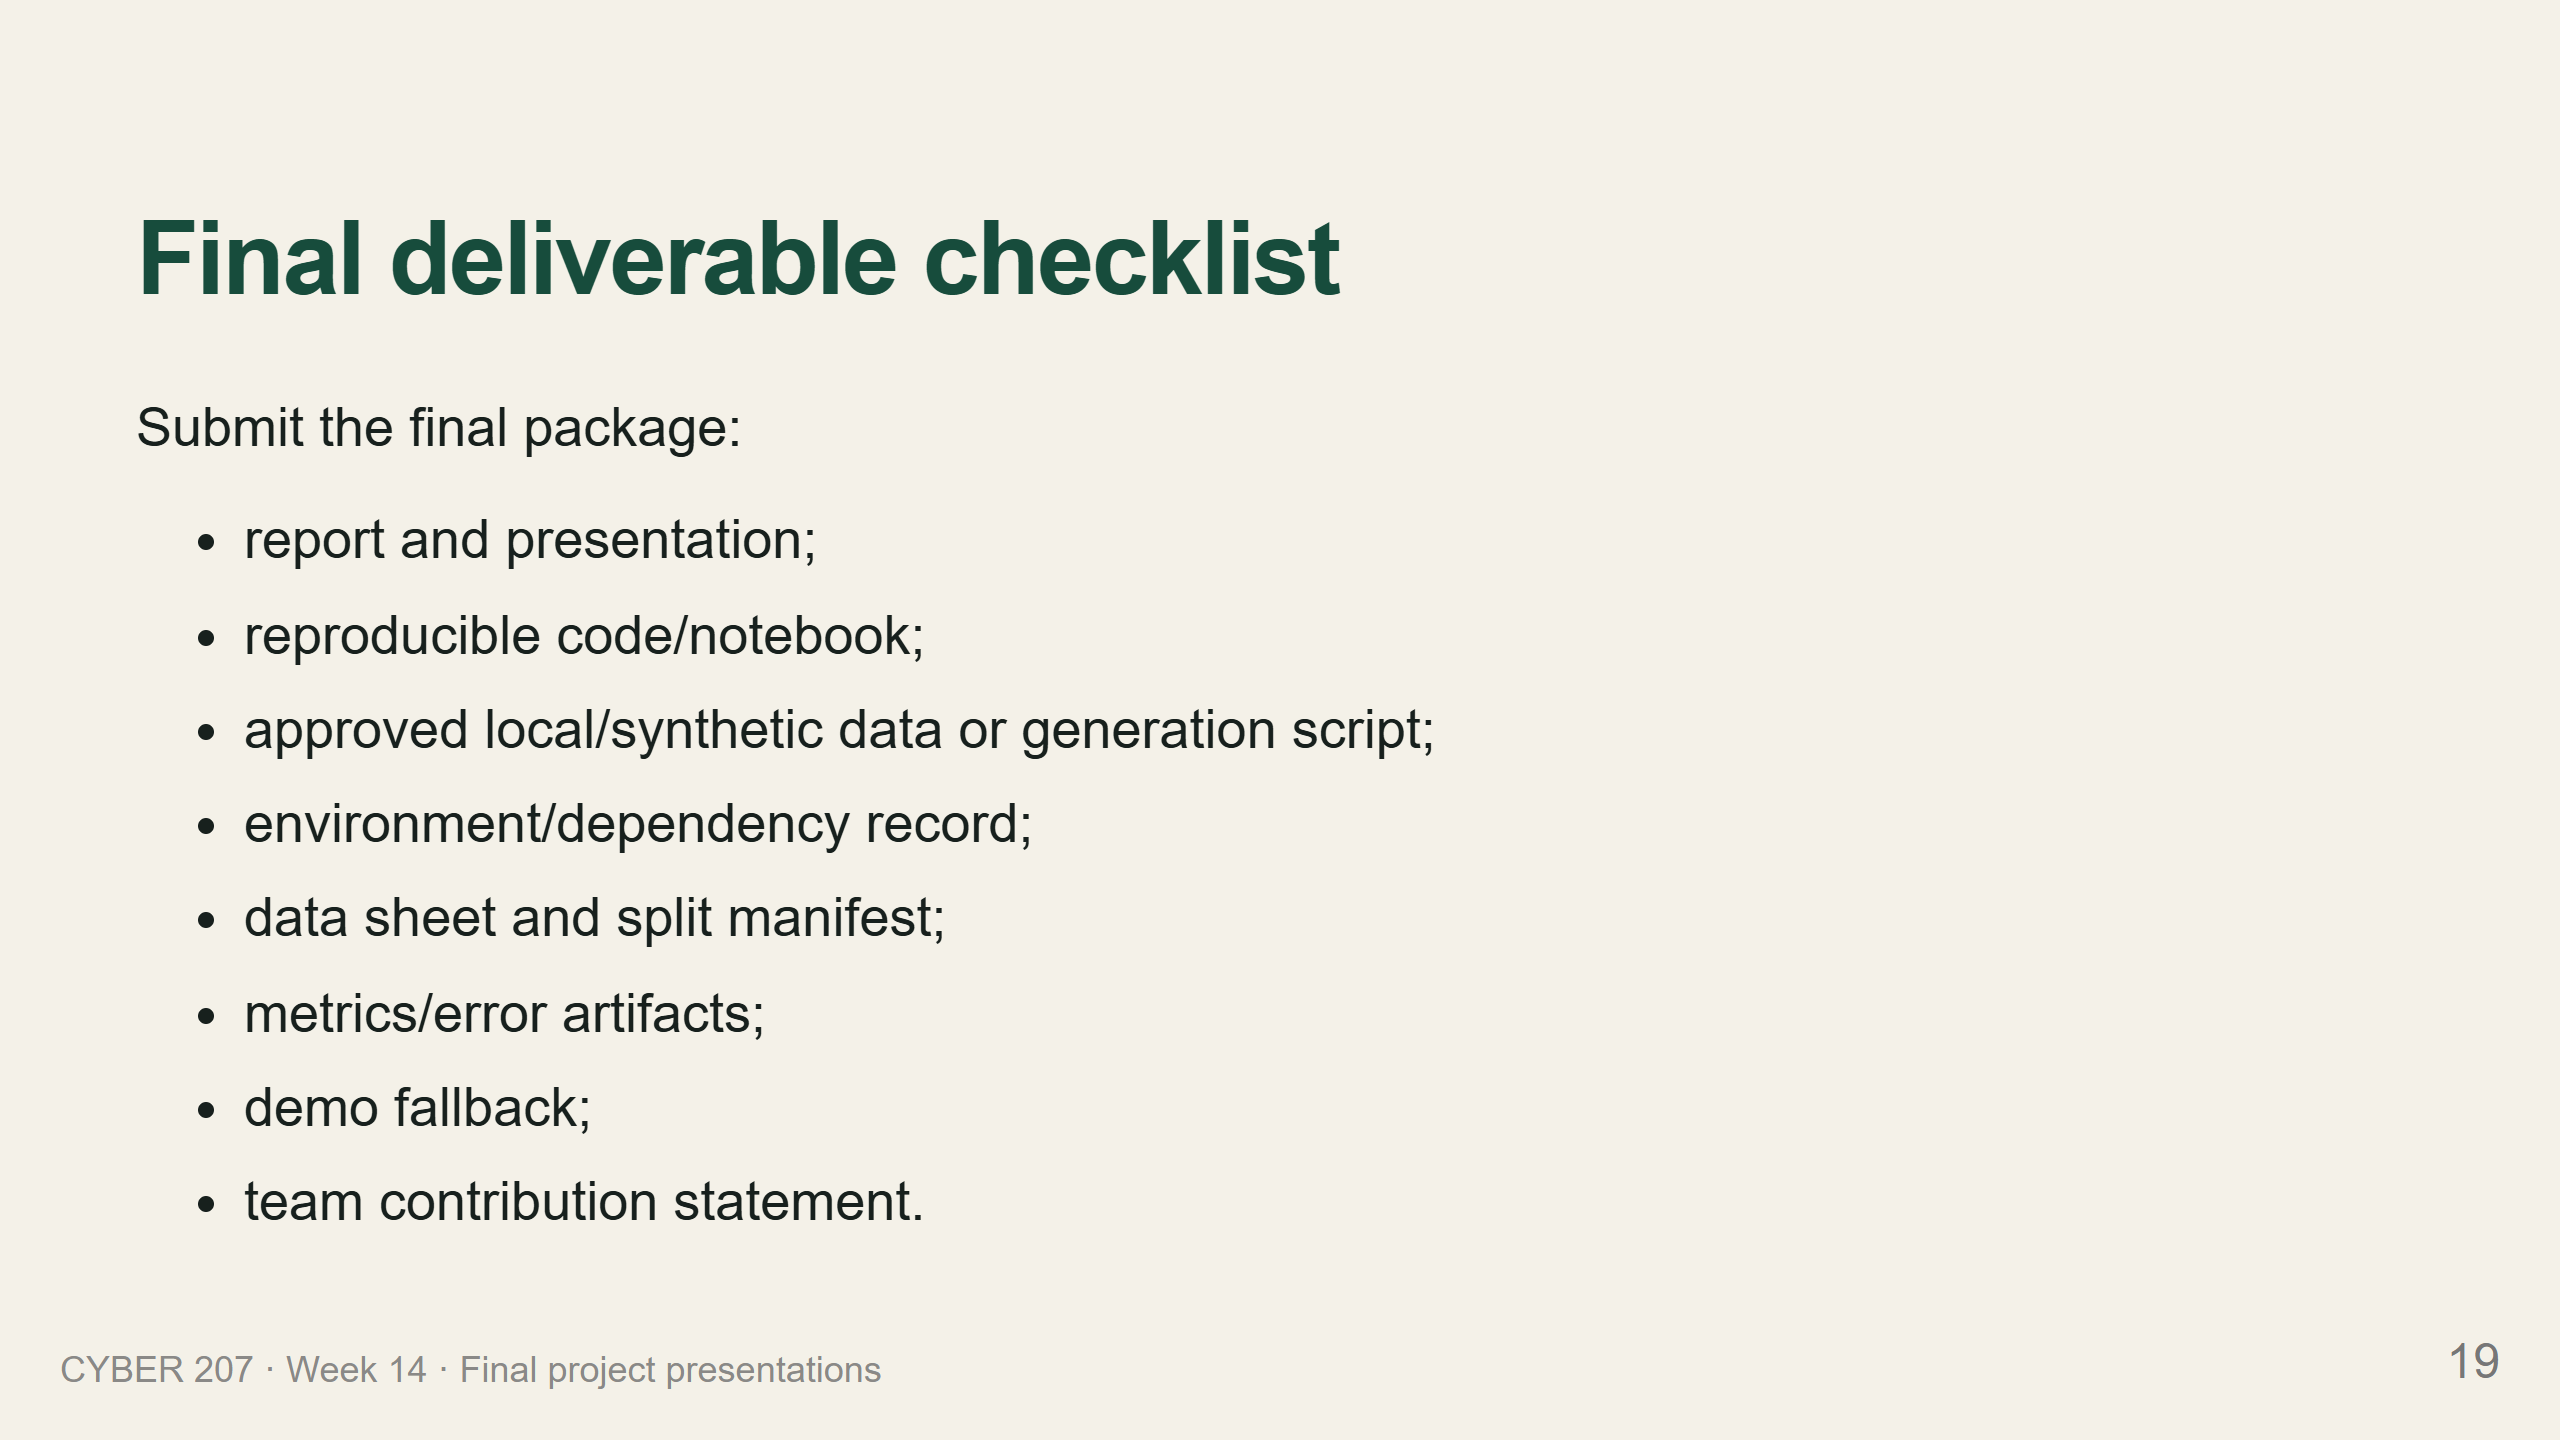 Final deliverable checklist
Submit the final package:
• report and presentation;
• reproducible code/notebook;
• approved local/synthetic data or generation script;
• environment/dependency record;
• data sheet and split manifest;
• metrics/error artifacts;
• demo fallback;
• team contribution statement.
CYBER 207 · Week 14 · Final project presentations
19